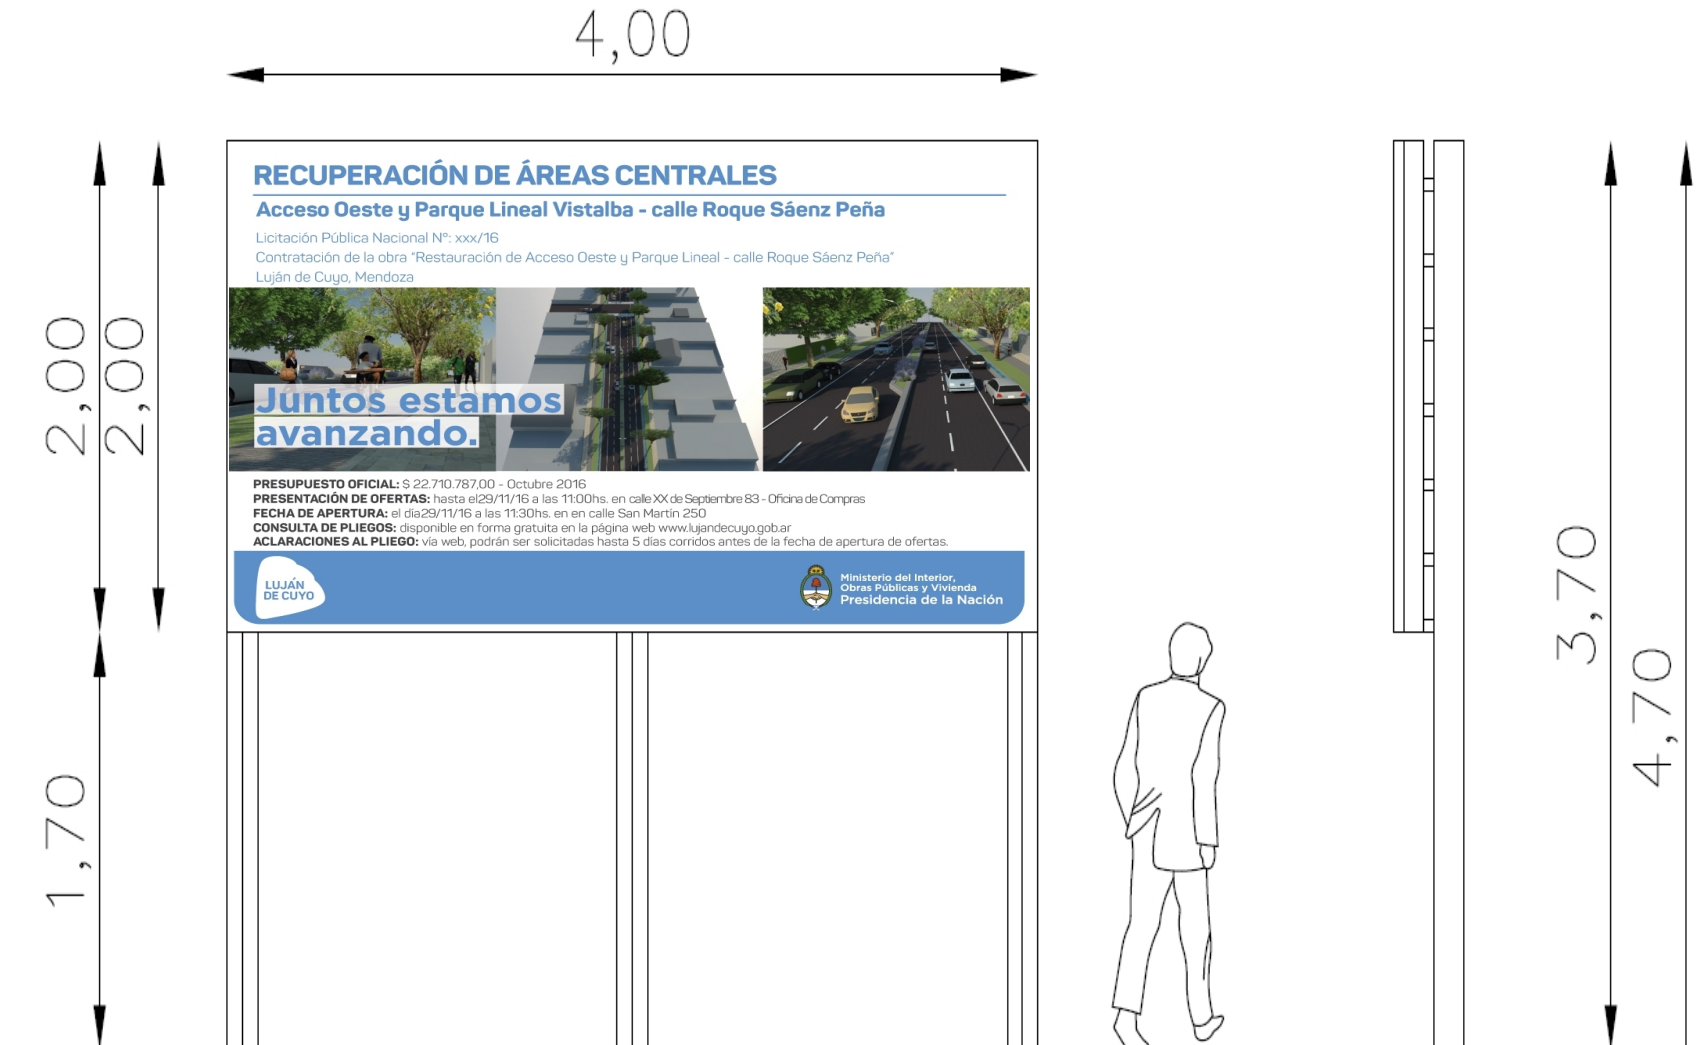 4,00
RECUPERACIÓN DE ÁREAS CENTRALES
Acceso Oeste y Parque Lineal Vistalba - calle Roque Sáenz Peña
Licitación Pública Nacional N°: xxx/16
Contratación de la obra “Restauración de Acceso Oeste y Parque Lineal - calle Roque Sáenz Peña”
Luján de Cuyo, Mendoza
Juntos estamos
avanzando.
PRESUPUESTO OFICIAL: $ 22.710.787,00 - Octubre 2016
PRESENTACIÓN DE OFERTAS: hasta el29/11/16 a las 11:00hs. en calle XX de Septiembre 83 - Oficina de Compras
FECHA DE APERTURA: el día29/11/16 a las 11:30hs. en en calle San Martín 250
CONSULTA DE PLIEGOS: disponible en forma gratuita en la página web www.lujandecuyo.gob.ar
ACLARACIONES AL PLIEGO: vía web, podrán ser solicitadas hasta 5 días corridos antes de la fecha de apertura de ofertas.
LUJÁN
DE CUYO
Ministerio del Interior,
Obras Públicas y Vivienda
Presidencia de la Nación
2,00
2,00
1,70
3,70
4,70